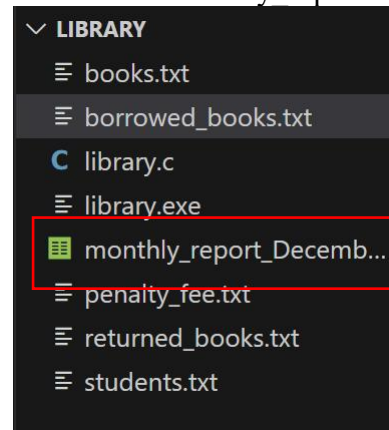 LIBRARY
books.txt
borrowed_books.txt
C library.c
library.exe
monthly_report_Decemb...
penalty_fee.txt
returned_books.txt
students.txt